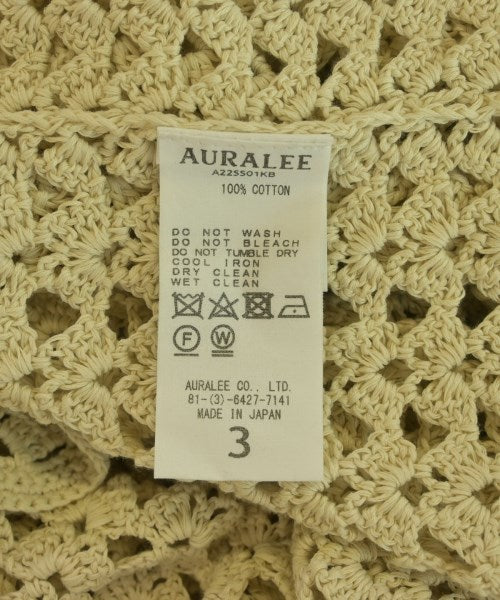 AURALEE
A22SS01KB
100% COTTON
DO NOT WASH
DO NOT BLEACH
DO NOT TUMBLE DRY
COOL IRON
DRY CLEAN
WET CLEAN
F W
AURALEE CO., LTD.
81-(3)-6427-7141
MADE IN JAPAN
3